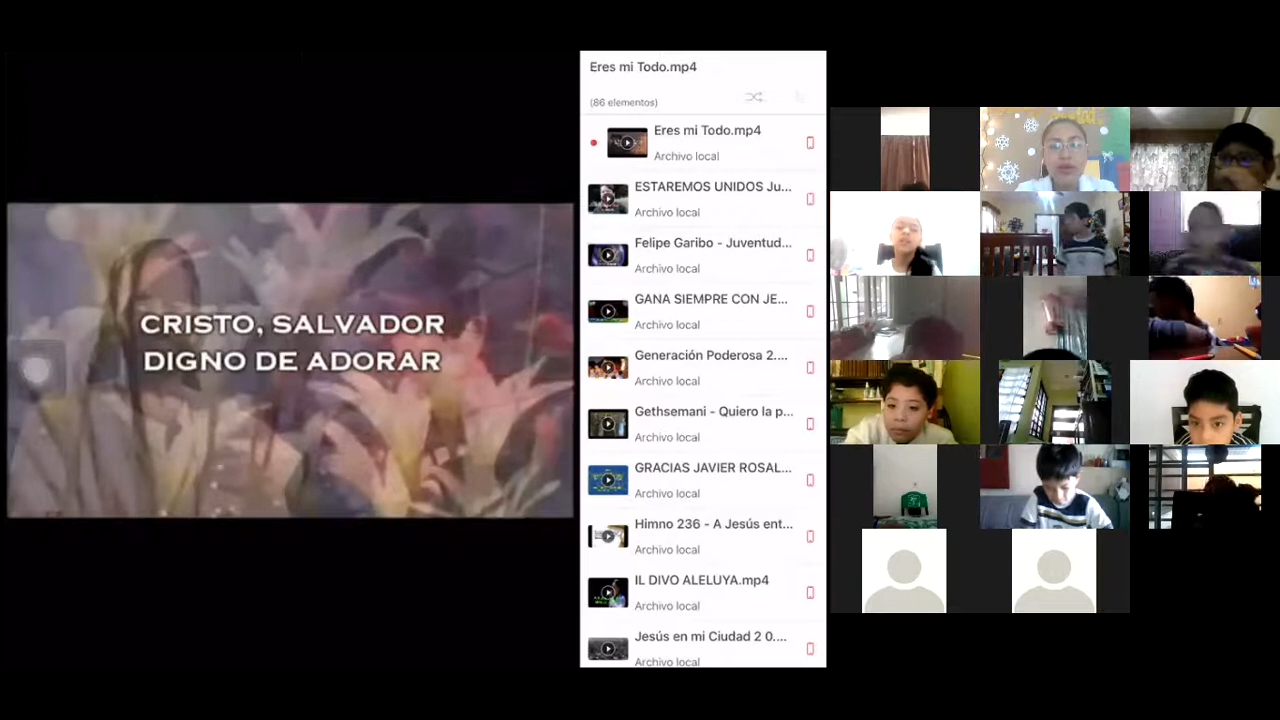 CRISTO, SALVADOR
DIGNO DE ADORAR
Eres mi Todo.mp4
(86 elementos)
Eres mi Todo.mp4
Archivo local
ESTAREMOS UNIDOS Ju...
Archivo local
Felipe Garibo - Juventud...
Archivo local
GANA SIEMPRE CON JE...
Archivo local
Generación Poderosa 2....
Archivo local
Gethsemani - Quiero la p...
Archivo local
GRACIAS JAVIER ROSAL...
Archivo local
Himno 236 - A Jesús ent...
Archivo local
IL DIVO ALELUYA.mp4
Archivo local
Jesús en mi Ciudad 2 0....
Archivo local